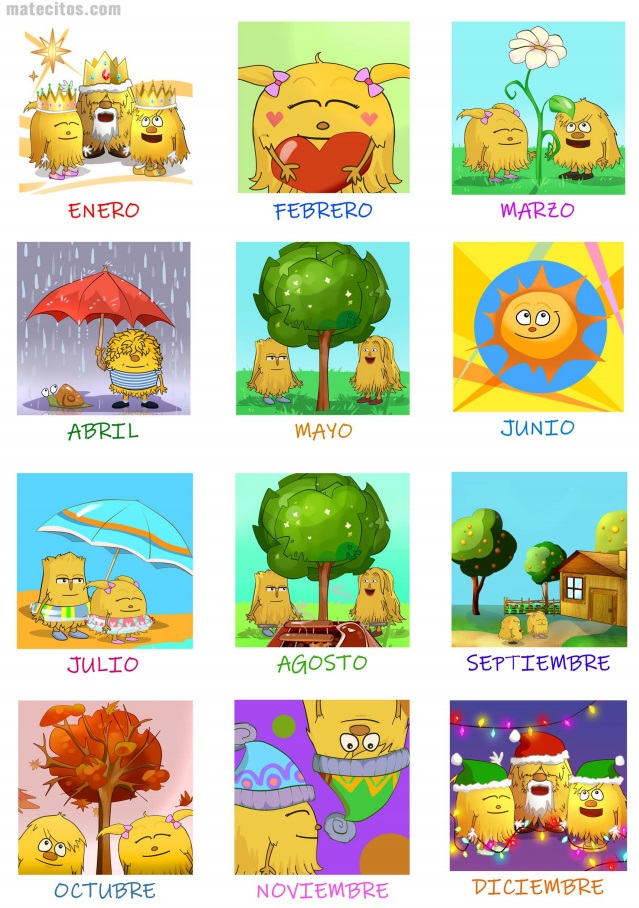 matecitos.com
ENERO
FEBRERO
MARZO
ABRIL
MAYO
JUNIO
JULIO
AGOSTO
SEPTIEMBRE
OCTUBRE
NOVIEMBRE
DICIEMBRE